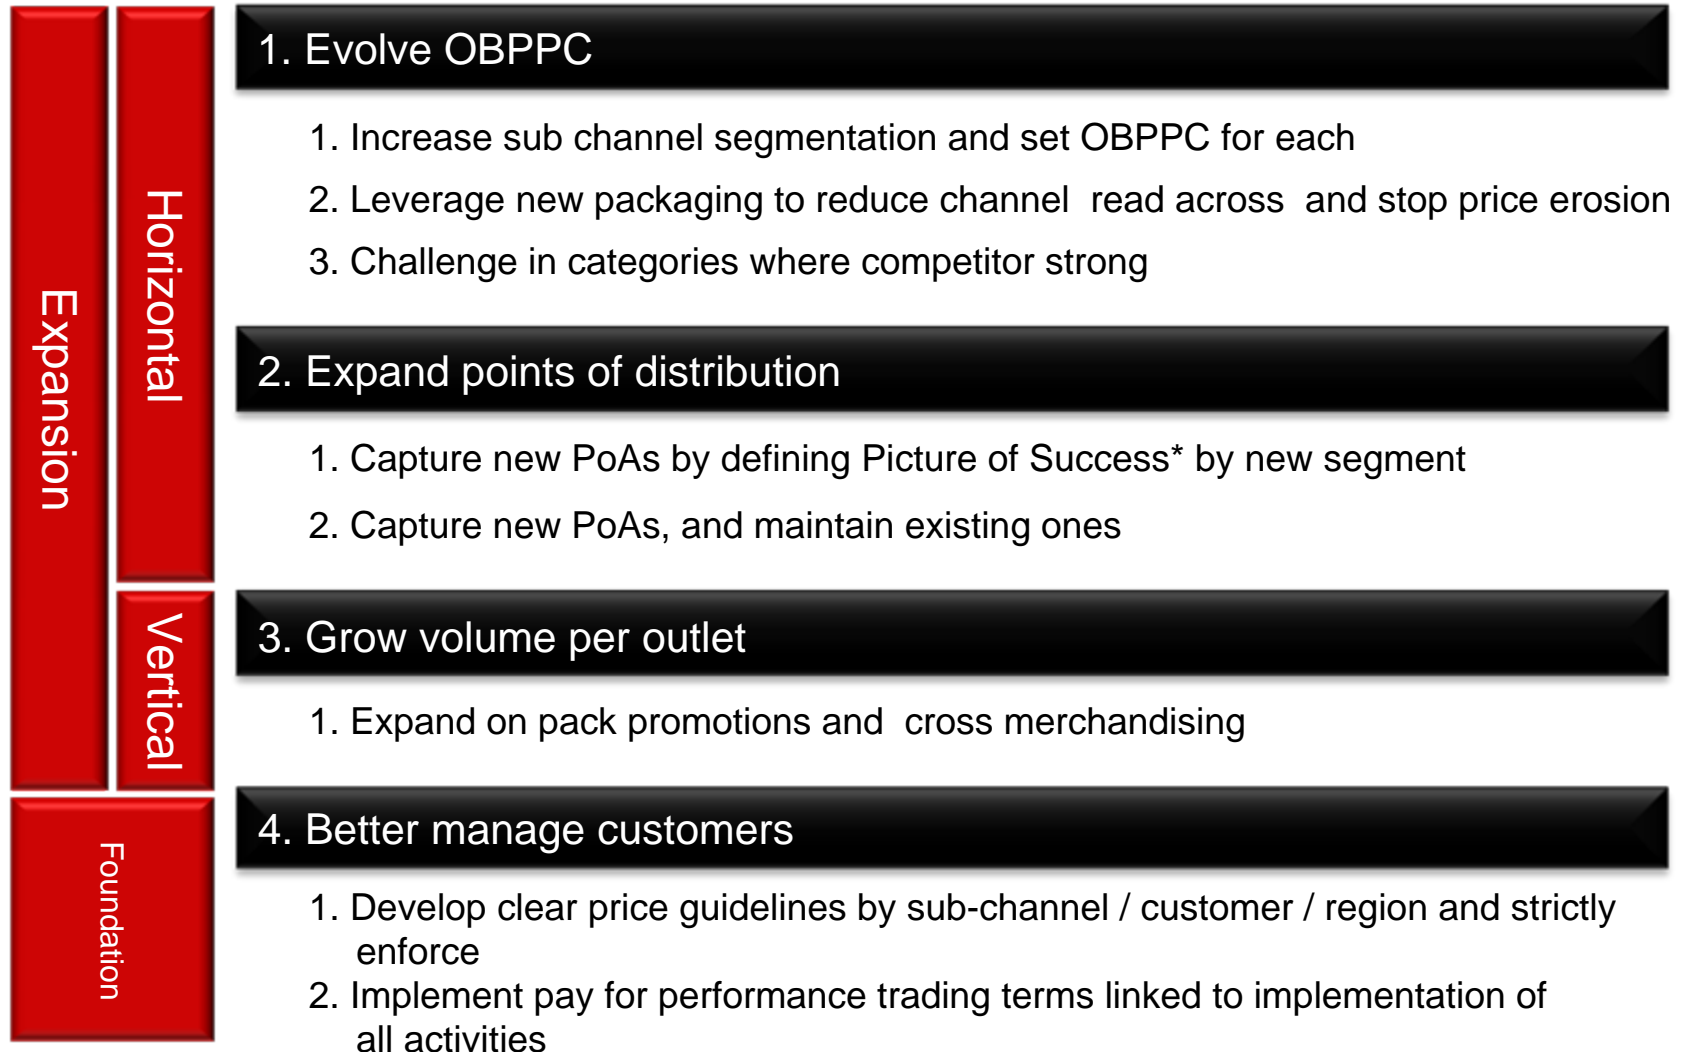 Expansion
Horizontal
1. Evolve OBPPC
1. Increase sub channel segmentation and set OBPPC for each
2. Leverage new packaging to reduce channel  read across  and stop price erosion
3. Challenge in categories where competitor strong
2. Expand points of distribution
1. Capture new PoAs by defining Picture of Success* by new segment
2. Capture new PoAs, and maintain existing ones
Vertical
3. Grow volume per outlet
1. Expand on pack promotions and  cross merchandising
Foundation
4. Better manage customers
1. Develop clear price guidelines by sub-channel / customer / region and strictly
enforce
2. Implement pay for performance trading terms linked to implementation of
all activities